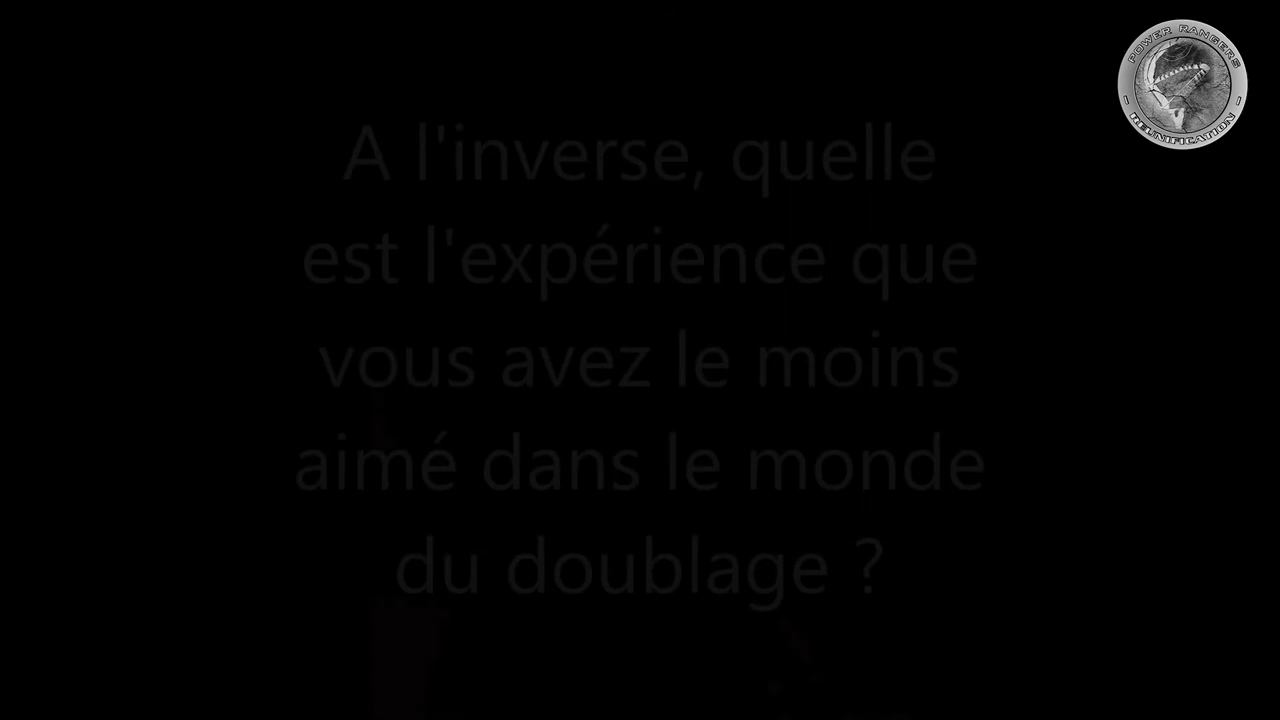 POWER RANGERS
- REUNIFICATION -
A l'inverse, quelle
est l'expérience que
vous avez le moins
aimé dans le monde
du doublage ?